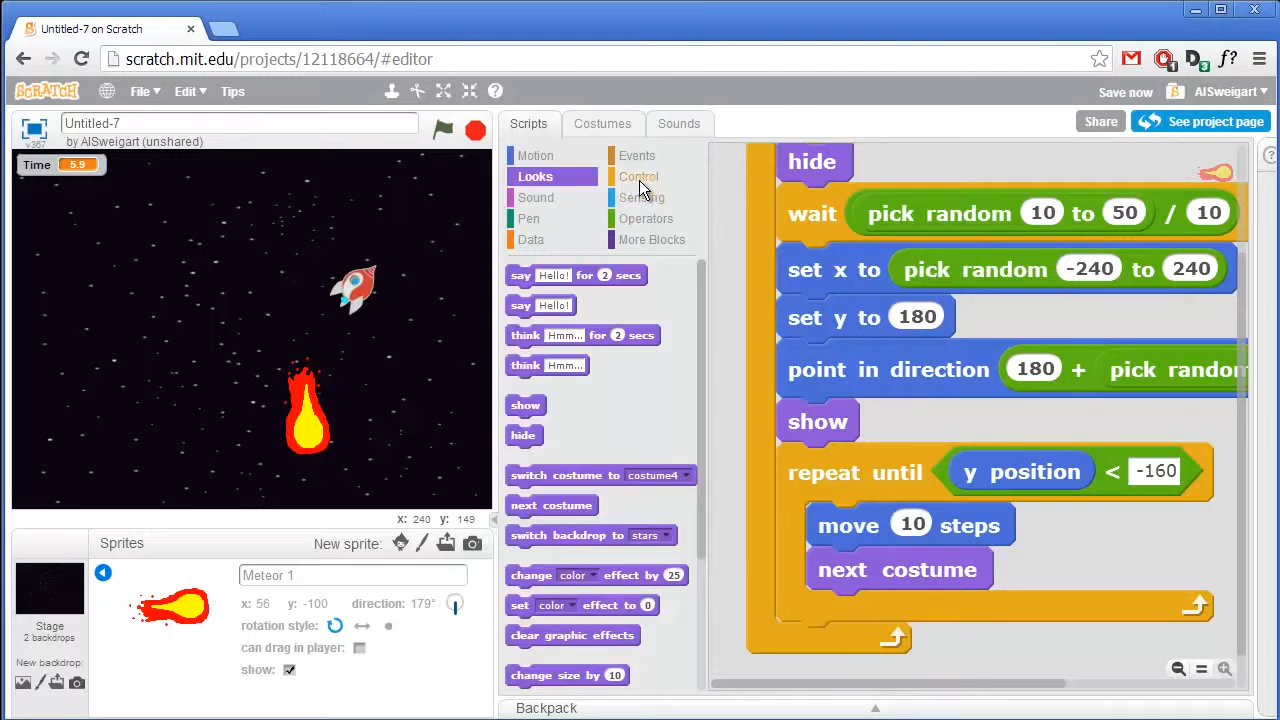 Untitled-7 on Scratch
scratch.mit.edu/projects/12118664/#editor
SCRATCH File Edit Tips Save now AlSweigart
v367 Untitled-7
by AlSweigart (unshared)
Time 5.9
x: 240 y: 149
Sprites New sprite:
Stage
2 backdrops
New backdrop:
Meteor 1
x: 56 y: -100 direction: 179°
rotation style:
can drag in player:
show:
Scripts Costumes Sounds Share See project page
Motion Events
Looks Control
Sound Sensing
Pen Operators
Data More Blocks
say Hello! for 2 secs
say Hello!
think Hmm... for 2 secs
think Hmm...
show
hide
switch costume to costume4
next costume
switch backdrop to stars
change color effect by 25
set color effect to 0
clear graphic effects
change size by 10
hide
wait pick random 10 to 50 / 10
set x to pick random -240 to 240
set y to 180
point in direction 180 + pick random
show
repeat until y position < -160
move 10 steps
next costume
Backpack